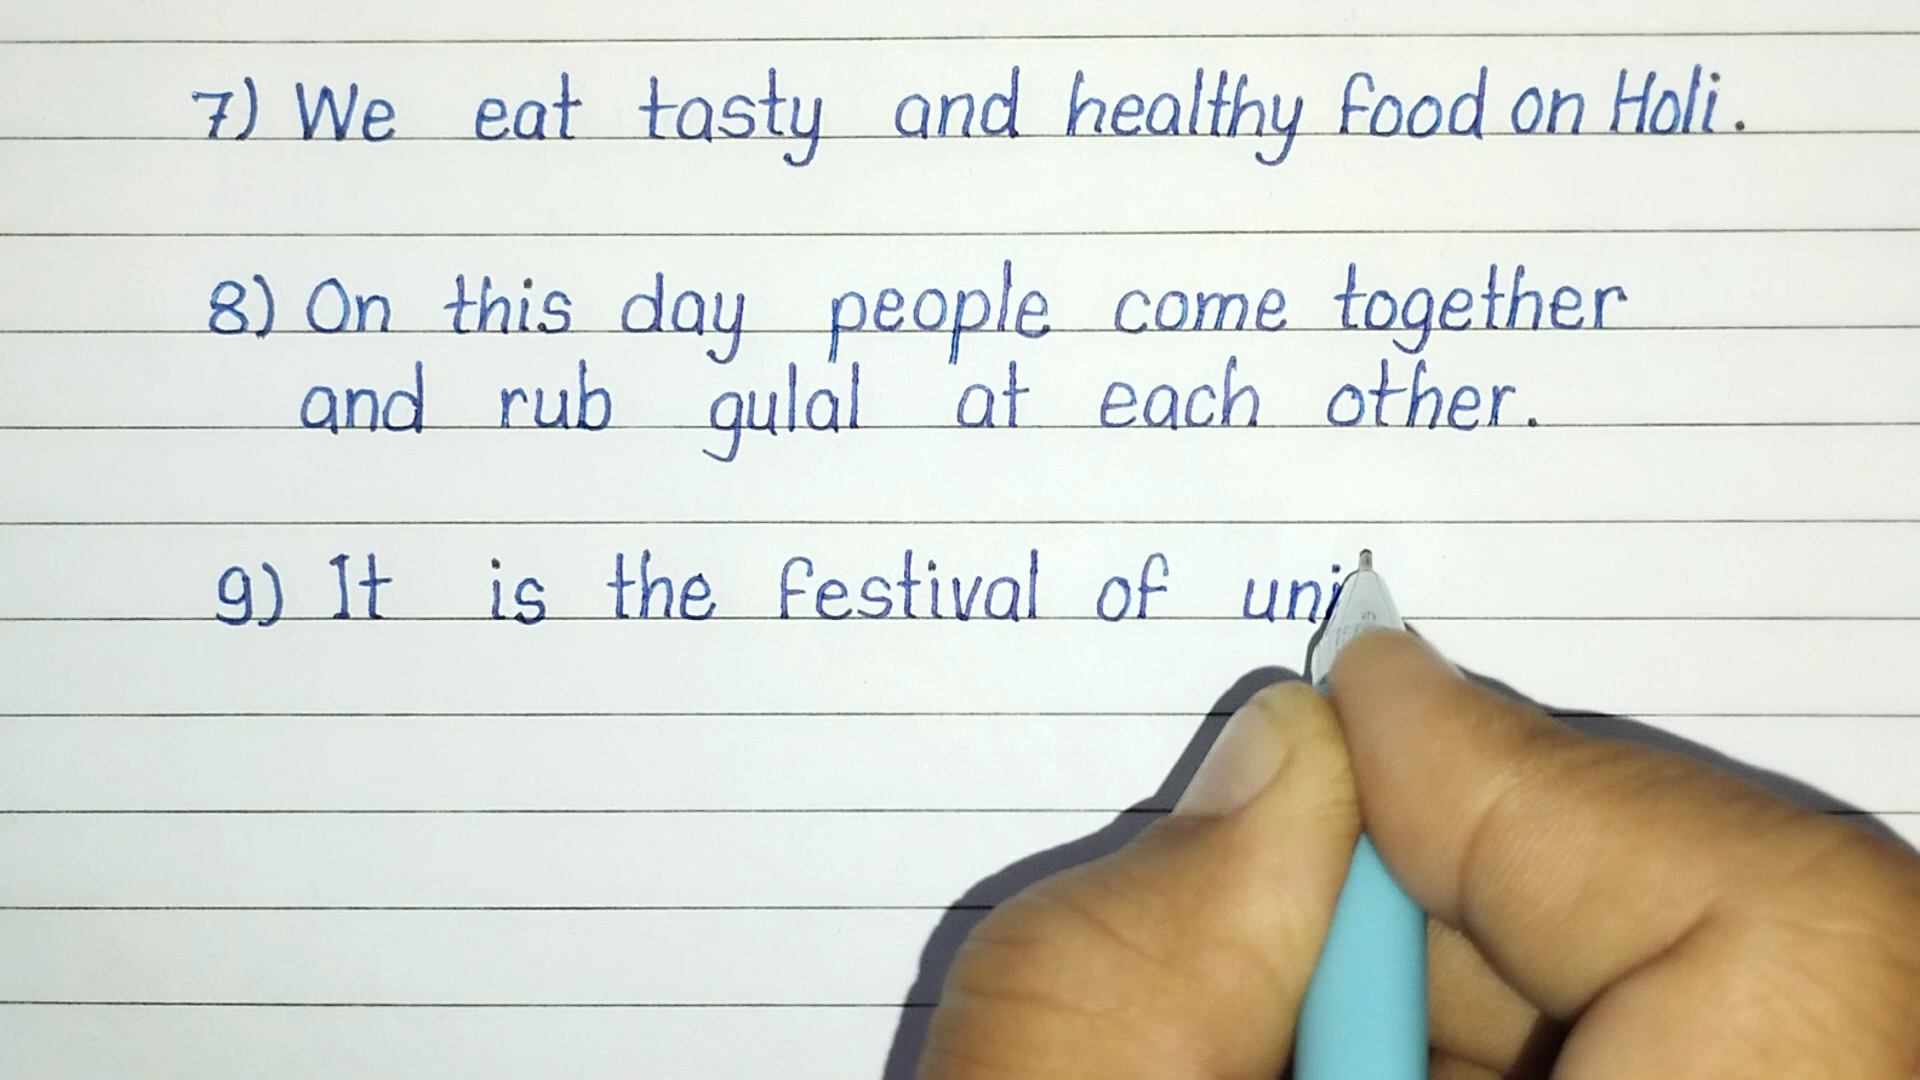 7) We eat tasty and healthy food on Holi.
8) On this day people come together
and rub gulal at each other.
9) It is the festival of uni